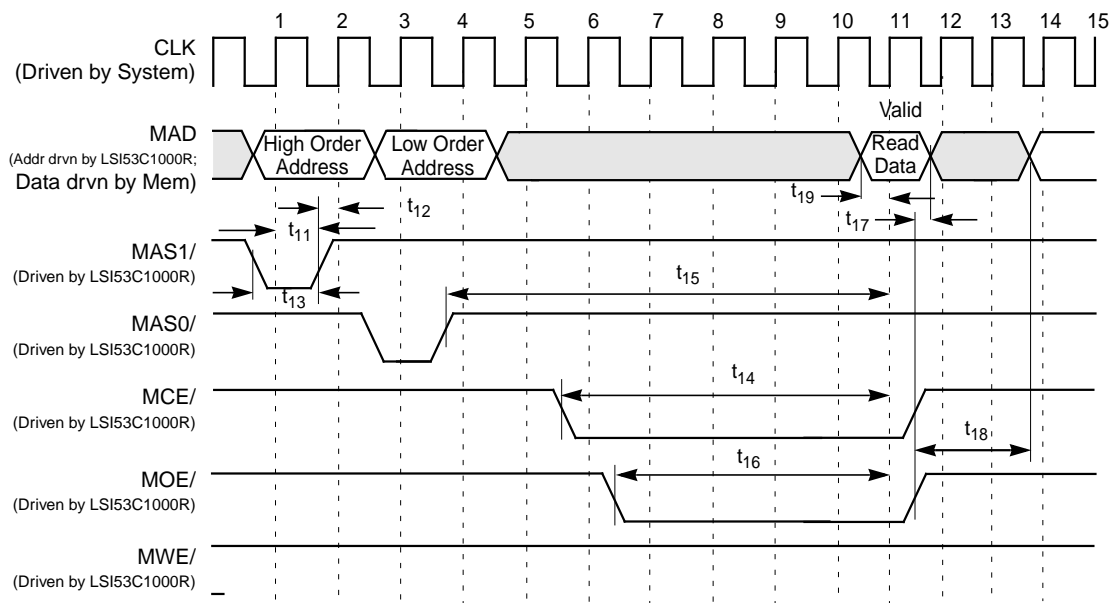 1 2 3 4 5 6 7 8 9 10 11 12 13 14 15
CLK
(Driven by System)
Valid
MAD
(Addr drvn by LSI53C1000R;
Data drvn by Mem)
High Order
Address
Low Order
Address
Read
Data
t19
t12
t17
t11
MAS1/
(Driven by LSI53C1000R)
t13
t15
MAS0/
(Driven by LSI53C1000R)
t14
MCE/
(Driven by LSI53C1000R)
t18
t16
MOE/
(Driven by LSI53C1000R)
MWE/
(Driven by LSI53C1000R)